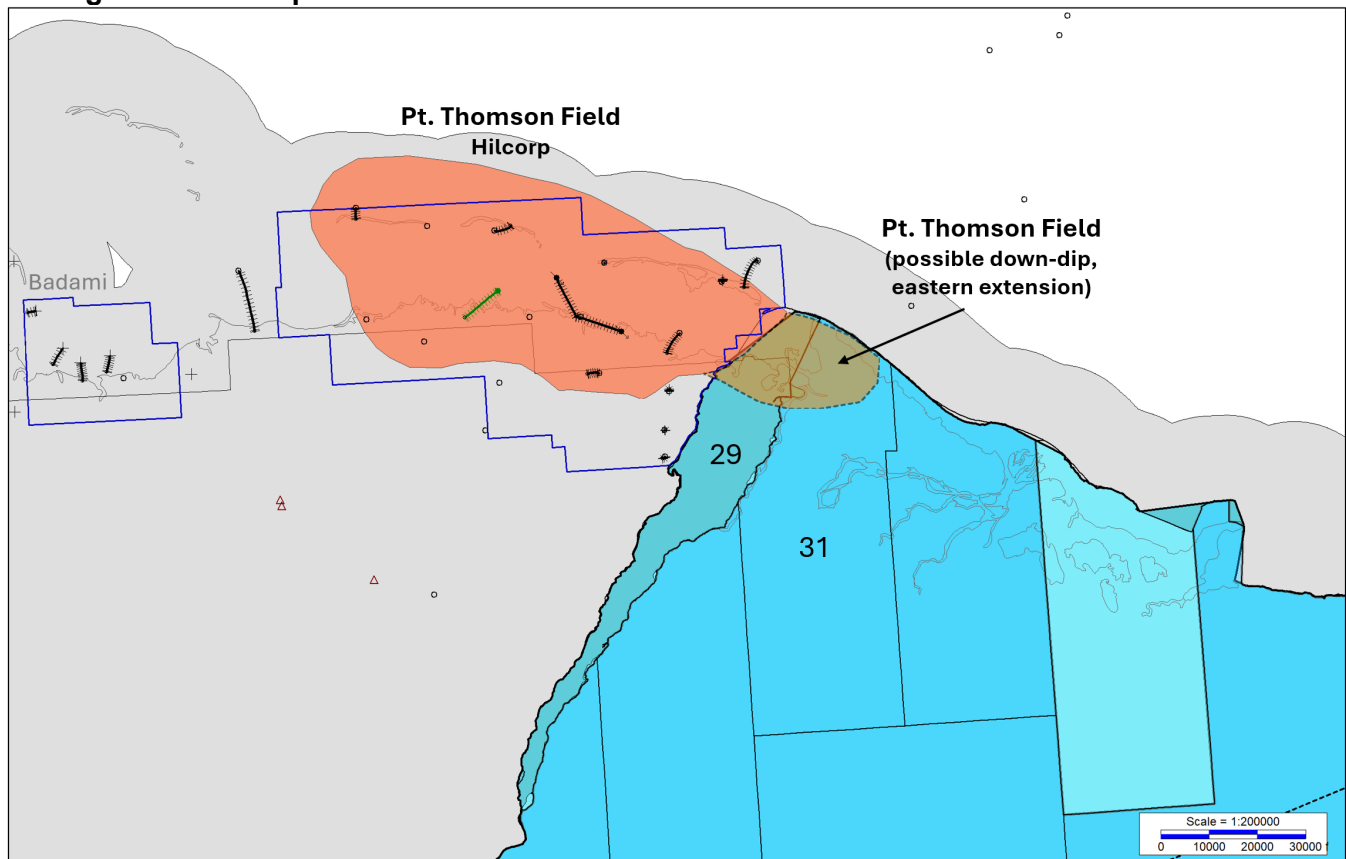 Pt. Thomson Field
Hilcorp
Pt. Thomson Field
(possible down-dip,
eastern extension)
Badami
29
31
Scale = 1:200000
0 10000 20000 30000 f